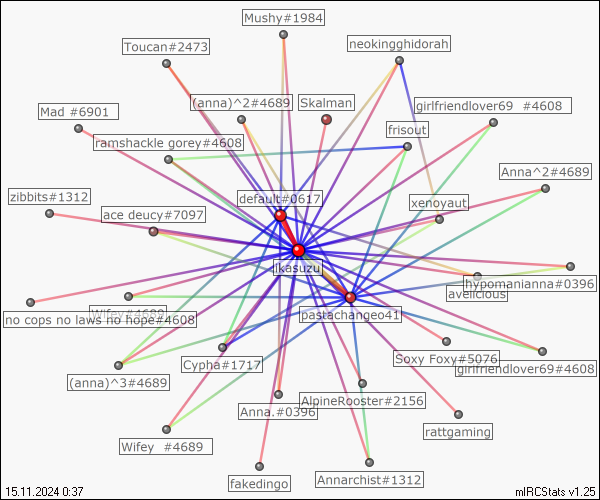 Mushy#1984
Toucan#2473
neokingghidorah
(anna)^2#4689
Skalman
girlfriendlover69 #4608
Mad #6901
frisout
ramshackle gorey#4608
Anna^2#4689
zibbits#1312
default#0617
xenoyaut
ace deucy#7097
jkasuzu
hypomanianna#0396
avelicious
Wifey#4689
pastachangeo41
no cops no laws no hope#4608
Soxy Foxy#5076
Cypha#1717
girlfriendlover69#4608
(anna)^3#4689
AlpineRooster#2156
Anna.#0396
rattgaming
Wifey #4689
fakedingo
Annarchist#1312
15.11.2024 0:37
mIRCStats v1.25